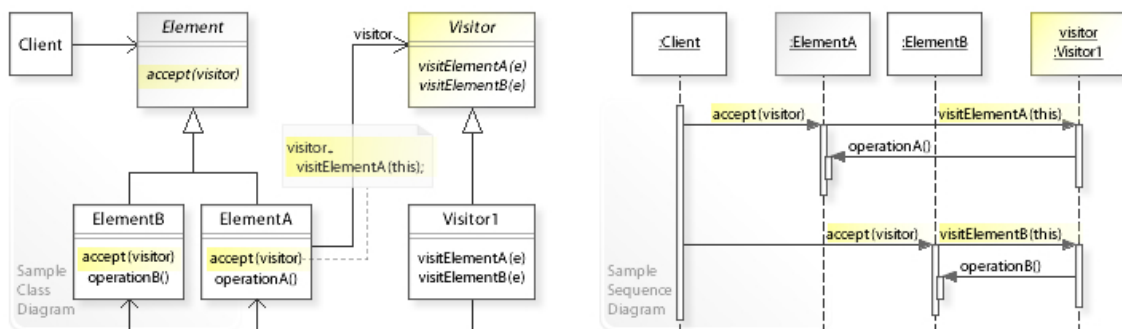 Client
Element
accept(visitor)
visitor
Visitor
visitElementA(e)
visitElementB(e)
visitor.
visitElementA(this);
ElementB
accept(visitor)
operationB()
ElementA
accept(visitor)
operationA()
Visitor1
visitElementA(e)
visitElementB(e)
Sample
Class
Diagram
:Client
:ElementA
:ElementB
visitor
:Visitor1
accept(visitor)
visitElementA(this)
operationA()
accept(visitor)
visitElementB(this)
operationB()
Sample
Sequence
Diagram